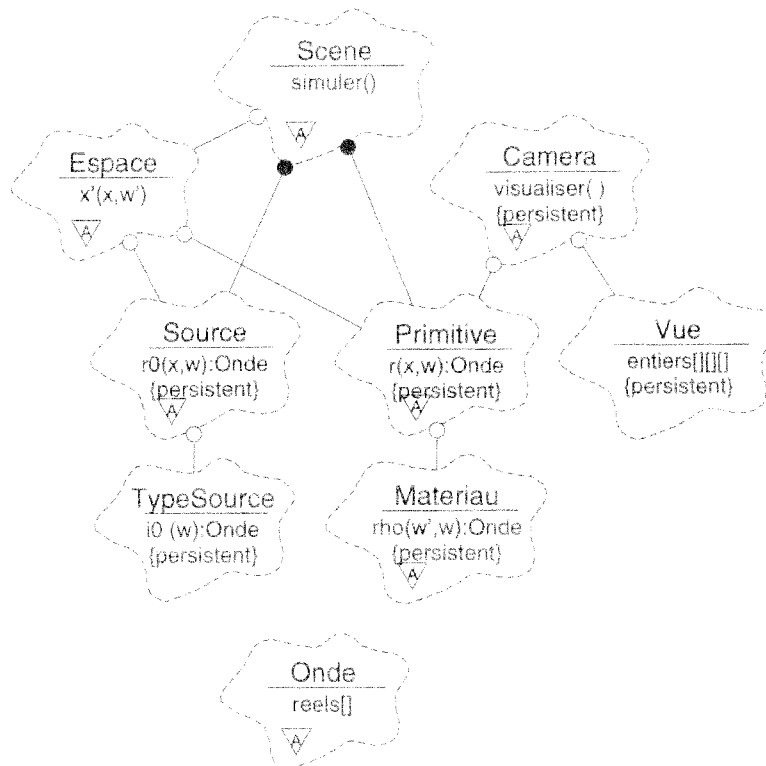 Scene
simuler()
A
Espace
x'(x,w')
A
Camera
visualiser( )
{persistent}
A
Source
r0(x,w):Onde
{persistent}
A
Primitive
r(x,w):Onde
{persistent}
A
Vue
entiers[][][]
{persistent}
TypeSource
i0 (w):Onde
{persistent}
Materiau
rho(w',w):Onde
{persistent}
A
Onde
reels[]
A